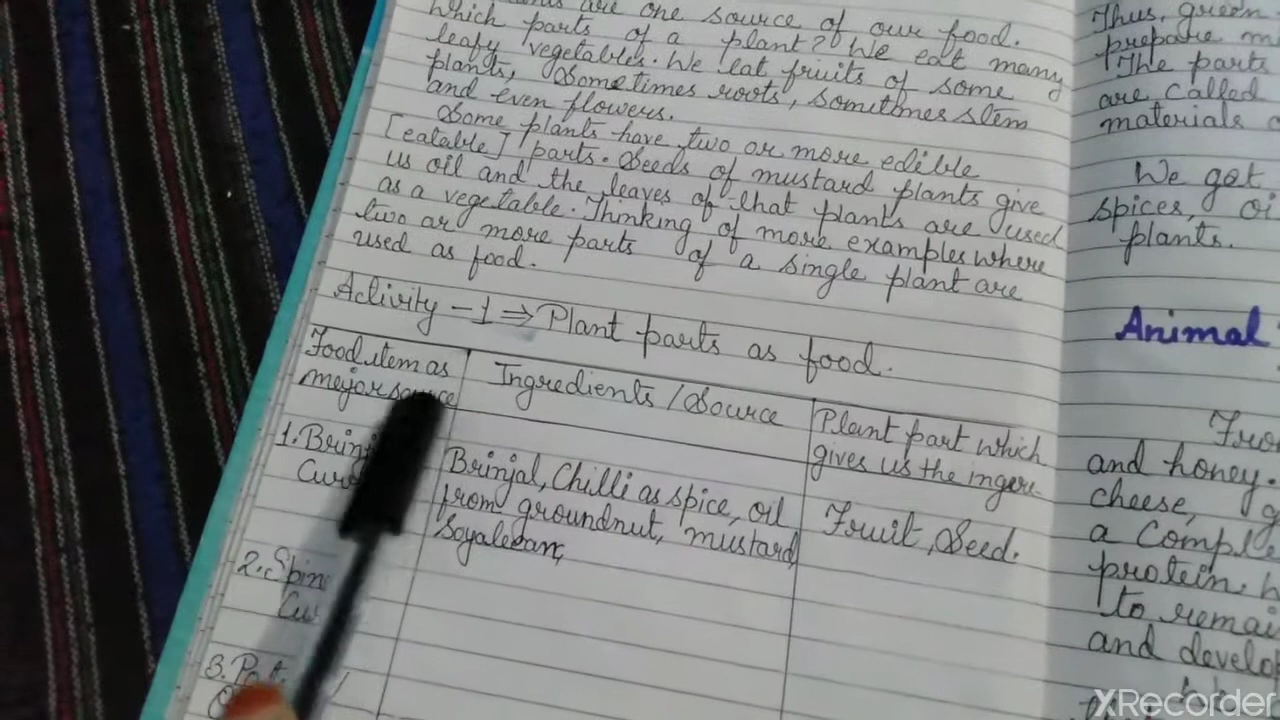 are one source of our food.
Which parts of a plant? We eat many
leafy vegetables. We eat fruits of some
plants, sometimes roots, sometimes stem
and even flowers.
Some plants have two or more edible
[eatable] parts. Seeds of mustard plants give
us oil and the leaves of that plants are used
as a vegetable. Thinking of more examples where
two or more parts of a single plant are
used as food.
Activity -1 ⇒ Plant parts as food.
Food item as
mejor source
Ingredients / Source
Plant part which
gives us the ingere-
1. Brinj
Cur
Brinjal, Chilli as spice, oil
from groundnut, mustard,
Soyaleban,
Fruit, Seed.
2. Spin
Cu
3. Pot
Thus, green
prepare m
The parts
are called
materials
We get
spices, oi
plants.
Animal
Fro
and honey.
cheese, g
a Comple
protein. h
to remai
and develo
XRecorder